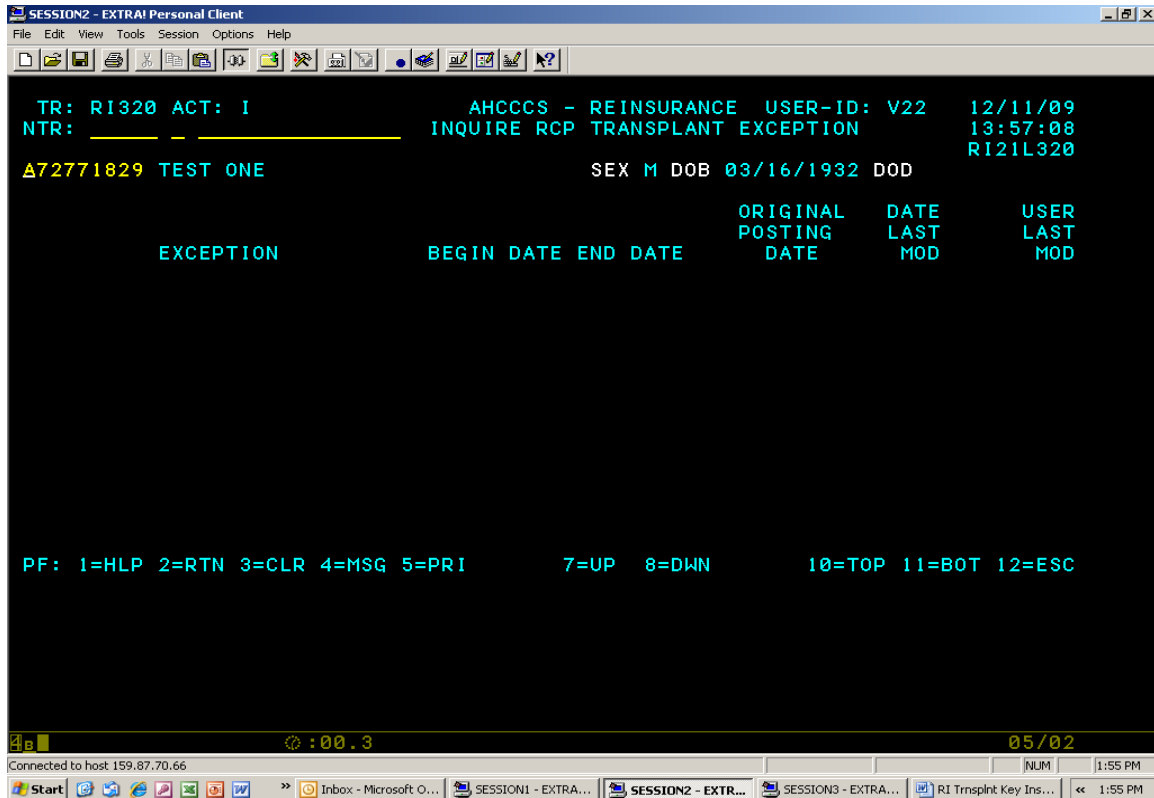 SESSION2 - EXTRA! Personal Client
File Edit View Tools Session Options Help
TR: RI320 ACT: I AHCCCS - REINSURANCE USER-ID: V22 12/11/09
NTR: INQUIRE RCP TRANSPLANT EXCEPTION 13:57:08
RI21L320
A72771829 TEST ONE SEX M DOB 03/16/1932 DOD
ORIGINAL DATE USER
POSTING LAST LAST
EXCEPTION BEGIN DATE END DATE DATE MOD MOD
PF: 1=HLP 2=RTN 3=CLR 4=MSG 5=PRI 7=UP 8=DWN 10=TOP 11=BOT 12=ESC
4B :00.3 05/02
Connected to host 159.87.70.66 NUM 1:55 PM
Start » Inbox - Microsoft O... SESSION1 - EXTRA... SESSION2 - EXTR... SESSION3 - EXTRA... RI Trnsplnt Key Ins... « 1:55 PM